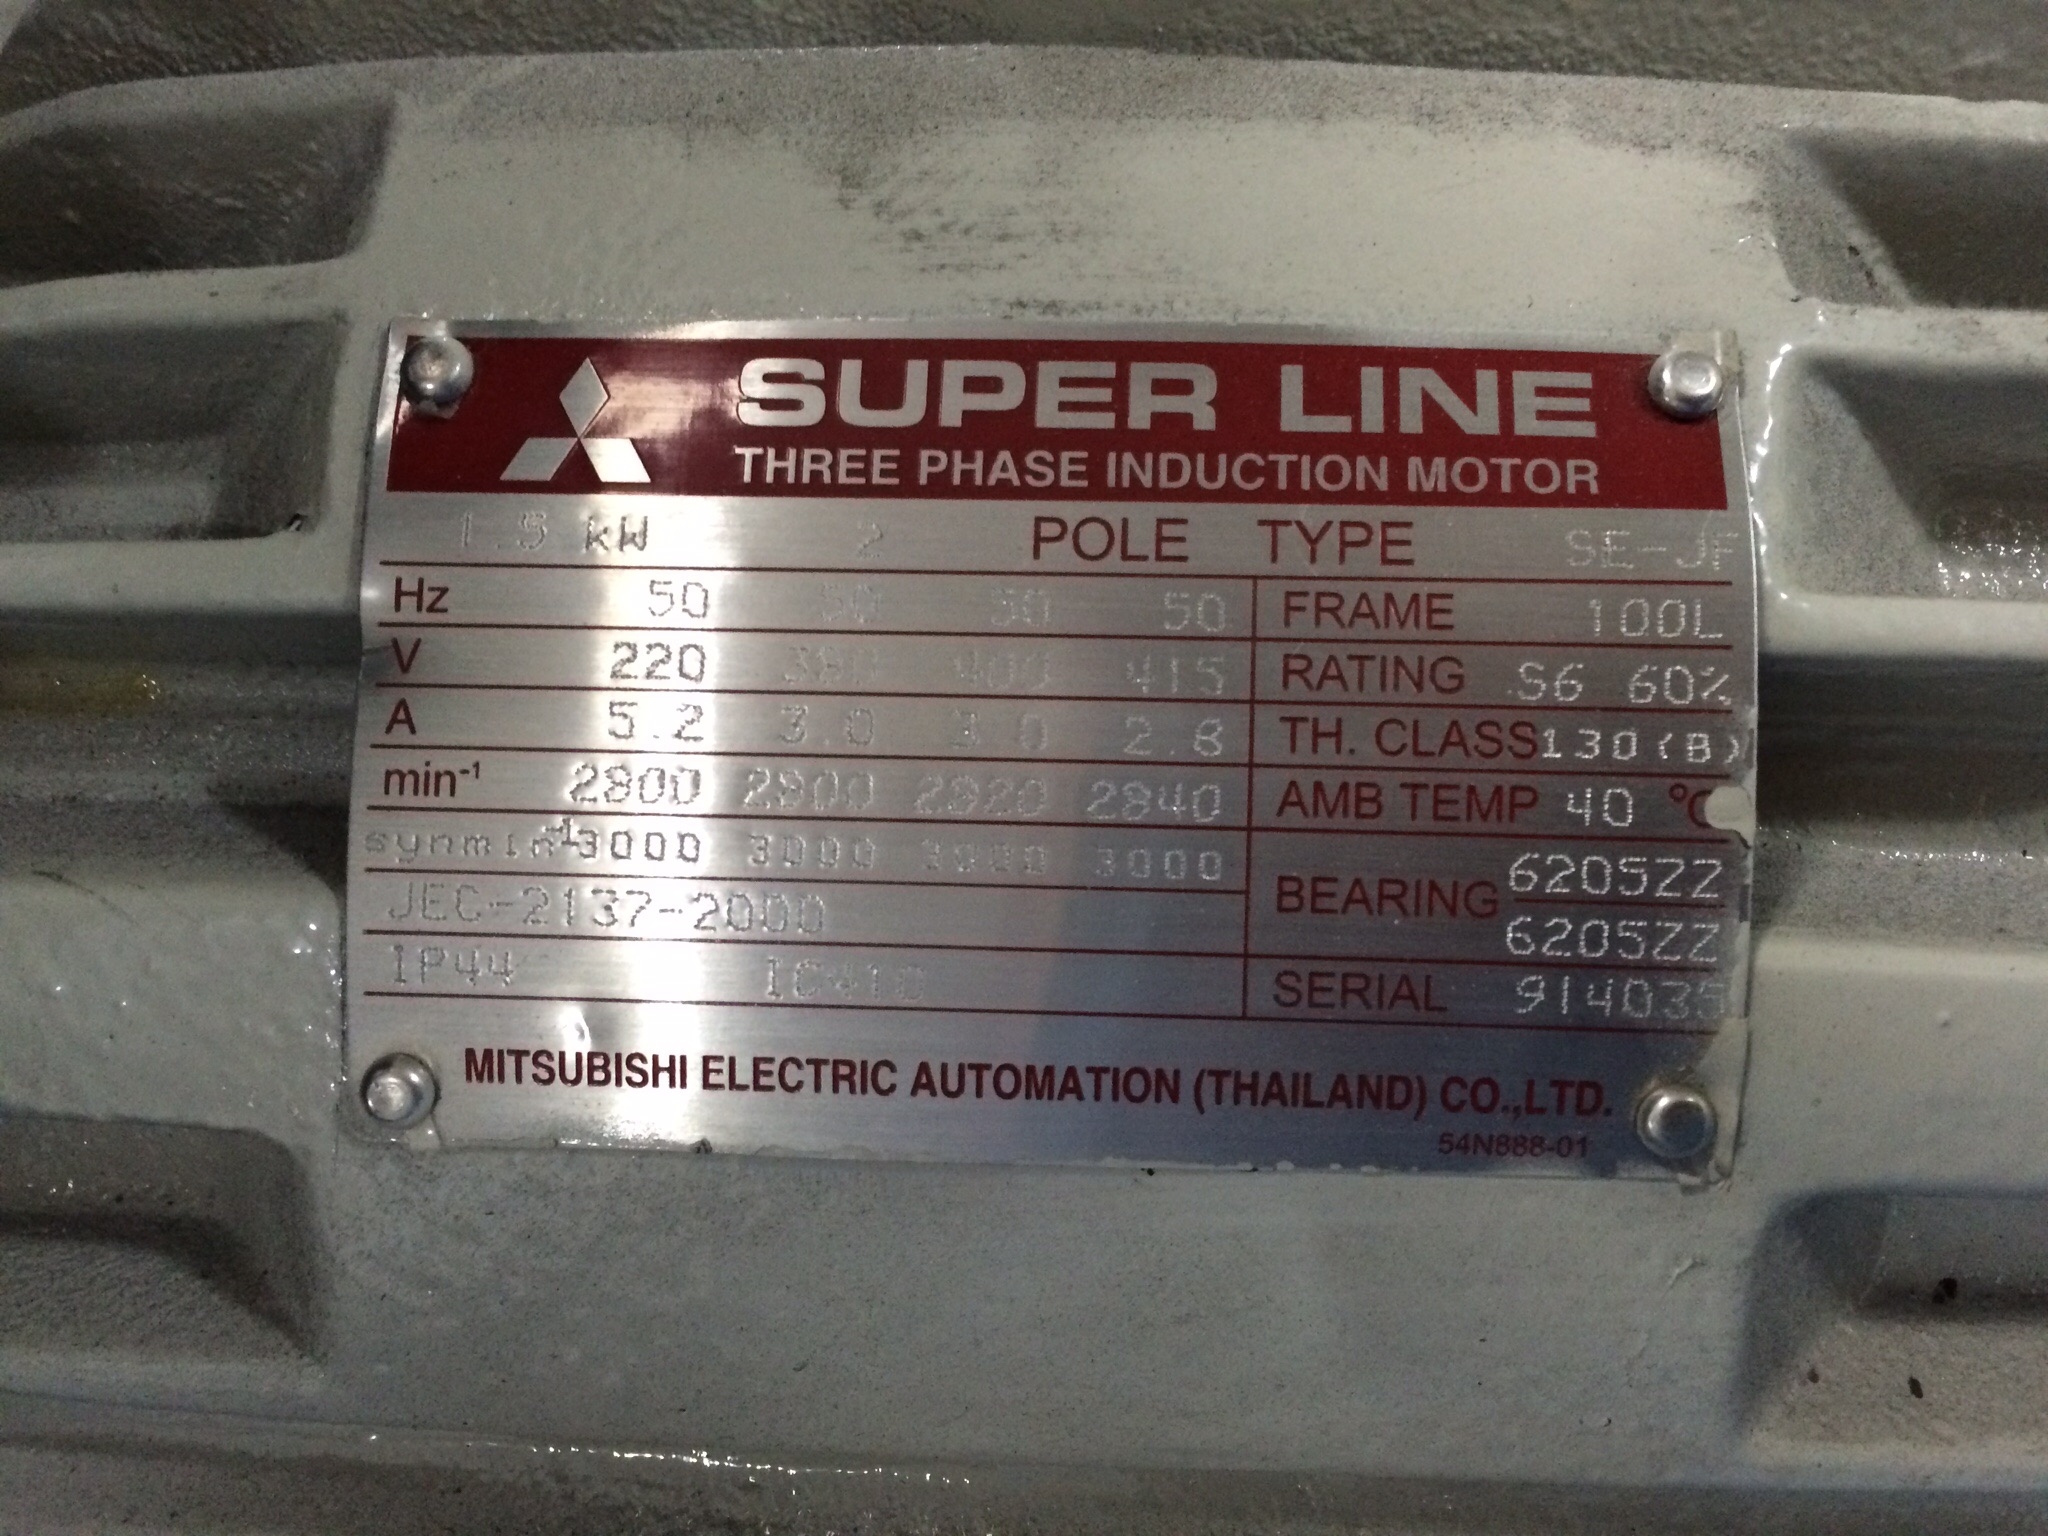 SUPER LINE
THREE PHASE INDUCTION MOTOR
1.5 kW 2 POLE TYPE SE-JF
Hz 50 50 50 50 FRAME 100L
V 220 380 400 415 RATING S6 60%
A 5.2 3.0 3.0 2.8 TH. CLASS 130(B)
min-1 2800 2800 2820 2840 AMB TEMP 40 °C
synmin-1 3000 3000 3000 3000 BEARING 6205ZZ
JEC-2137-2000 6205ZZ
IP44 IC410 SERIAL 914035
MITSUBISHI ELECTRIC AUTOMATION (THAILAND) CO.,LTD.
54N888-01